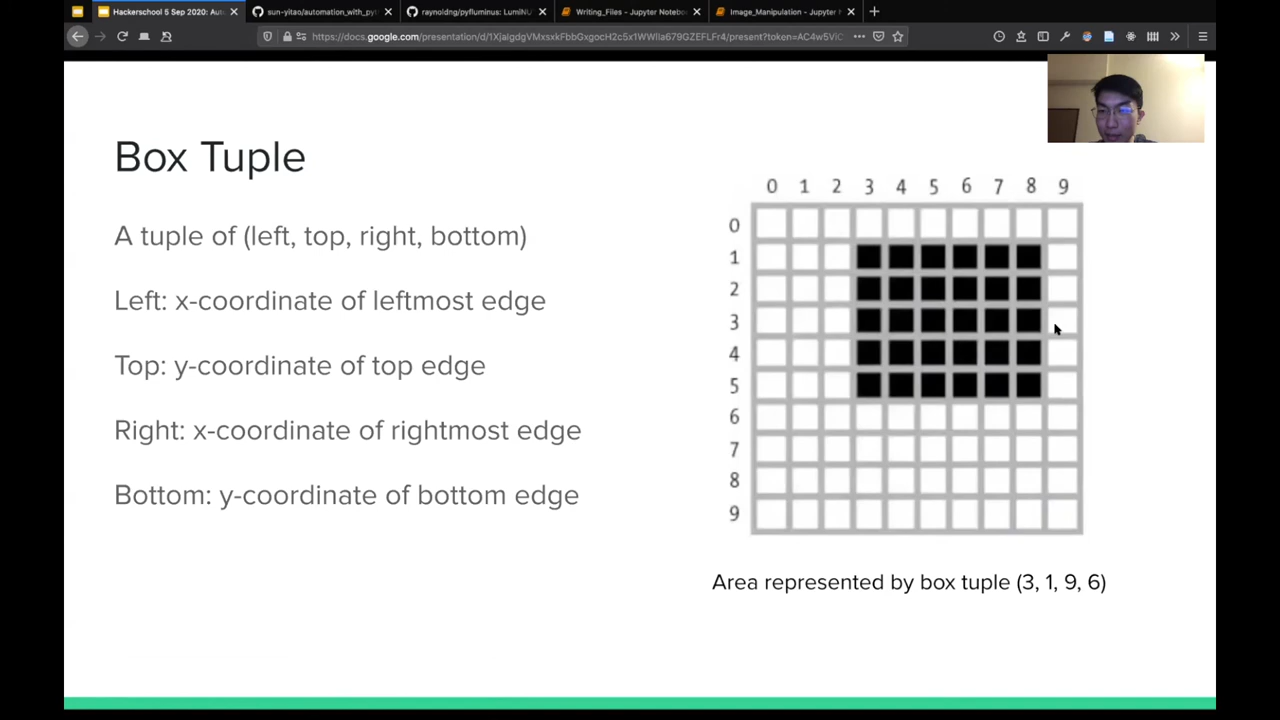 Hackerschool 5 Sep 2020: Aut
sun-yitao/automation_with_pyt
raynoldng/pyfluminus: LumiNU
Writing_Files - Jupyter Noteboo
Image_Manipulation - Jupyter N
Box Tuple
A tuple of (left, top, right, bottom)
Left: x-coordinate of leftmost edge
Top: y-coordinate of top edge
Right: x-coordinate of rightmost edge
Bottom: y-coordinate of bottom edge
0 1 2 3 4 5 6 7 8 9
0
1
2
3
4
5
6
7
8
9
Area represented by box tuple (3, 1, 9, 6)